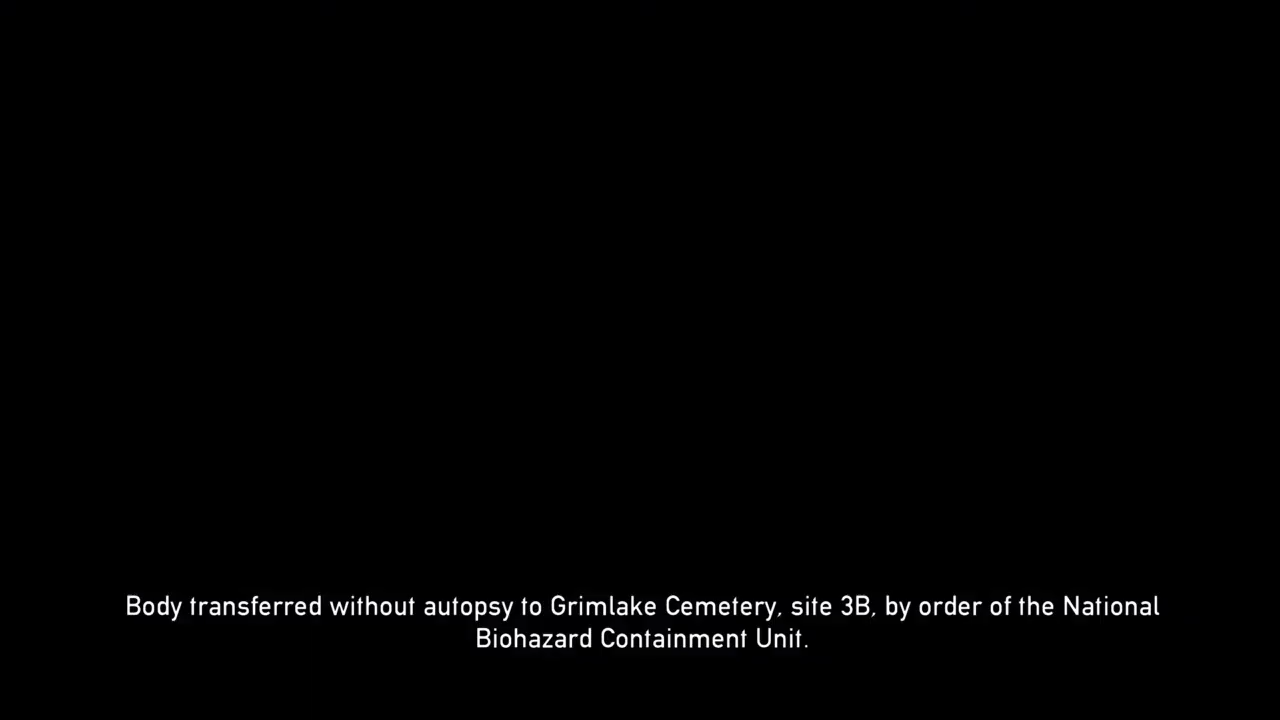 Body transferred without autopsy to Grimlake Cemetery, site 3B, by order of the National
Biohazard Containment Unit.